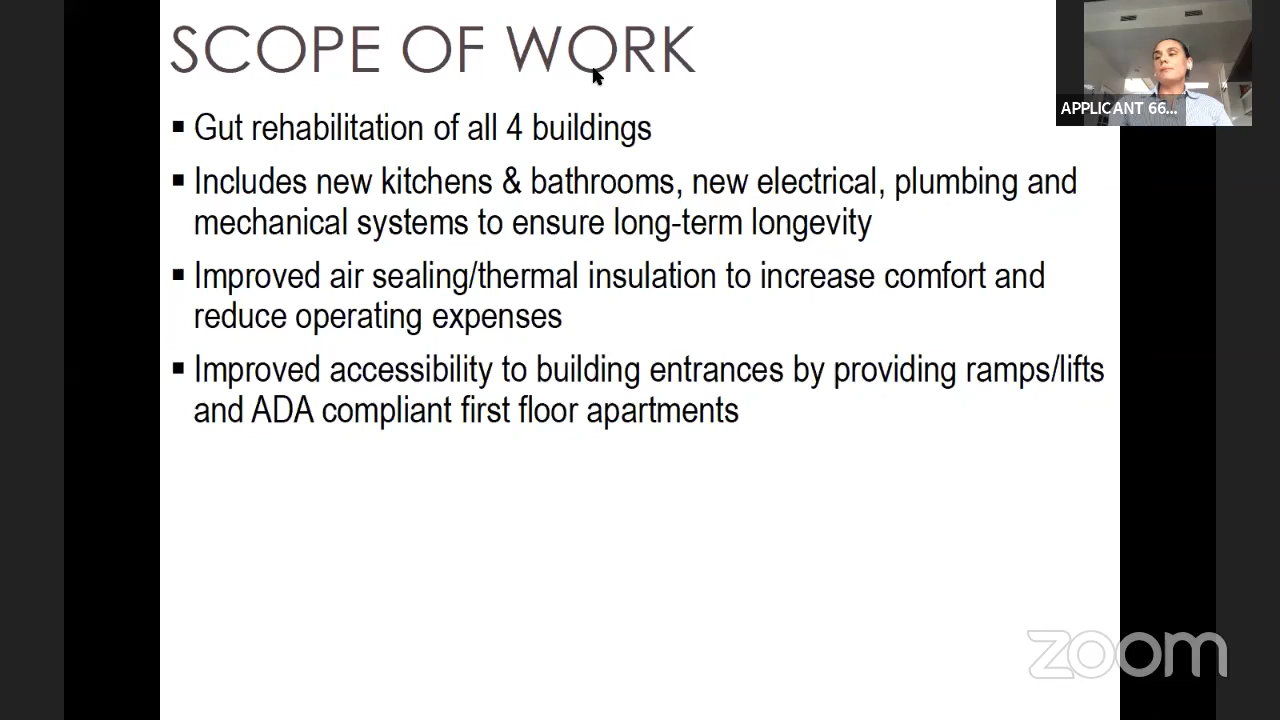 SCOPE OF WORK
▪ Gut rehabilitation of all 4 buildings
▪ Includes new kitchens & bathrooms, new electrical, plumbing and
mechanical systems to ensure long-term longevity
▪ Improved air sealing/thermal insulation to increase comfort and
reduce operating expenses
▪ Improved accessibility to building entrances by providing ramps/lifts
and ADA compliant first floor apartments
APPLICANT 66...
zoom